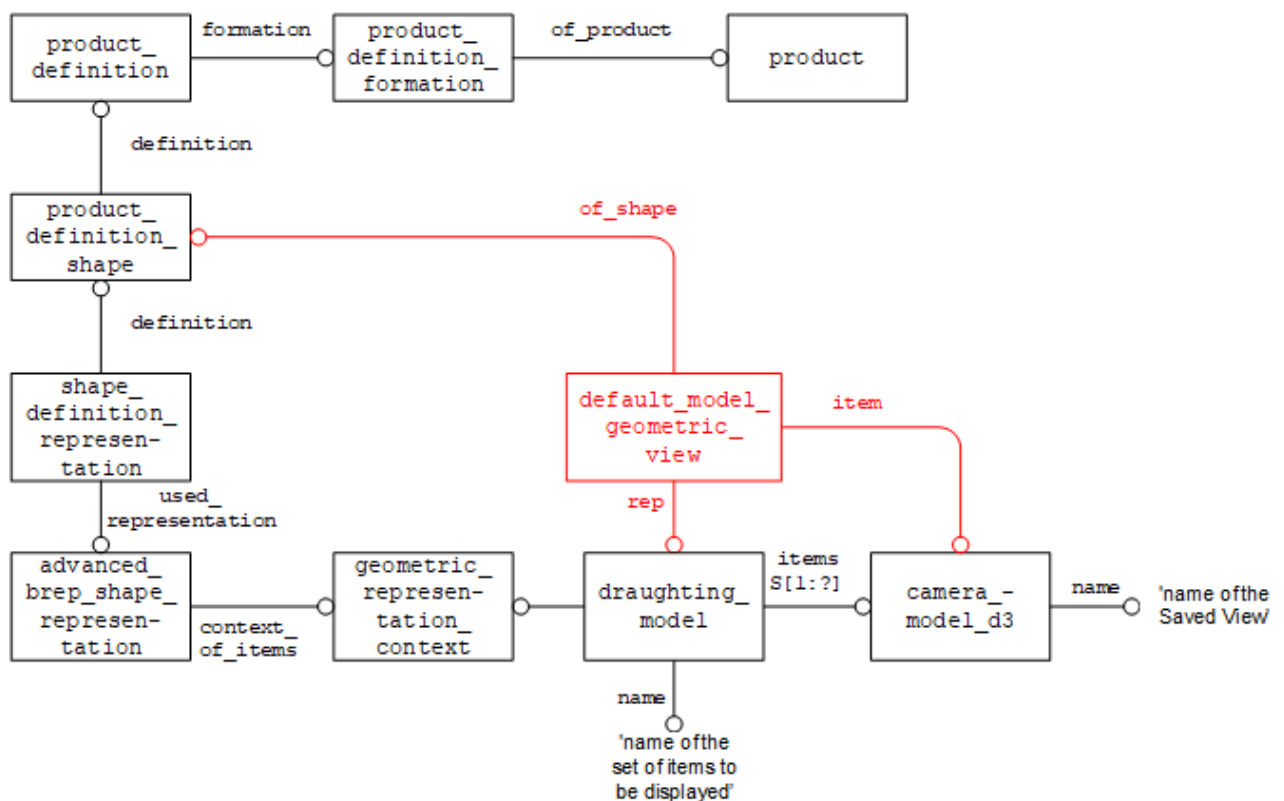 formation
of_product
product_
definition
product_
definition_
formation
product
definition
product_
definition_
shape
of_shape
definition
shape_
definition_
represen-
tation
default_model_
geometric_
view
item
used_
representation
rep
advanced_
brep_shape_
represen-
tation
context_
of_items
geometric_
represen-
tation_
context
draughting_
model
items
S[1:?]
camera_-
model_d3
name
'name ofthe
Saved View'
name
'name ofthe
set of items to
be displayed'